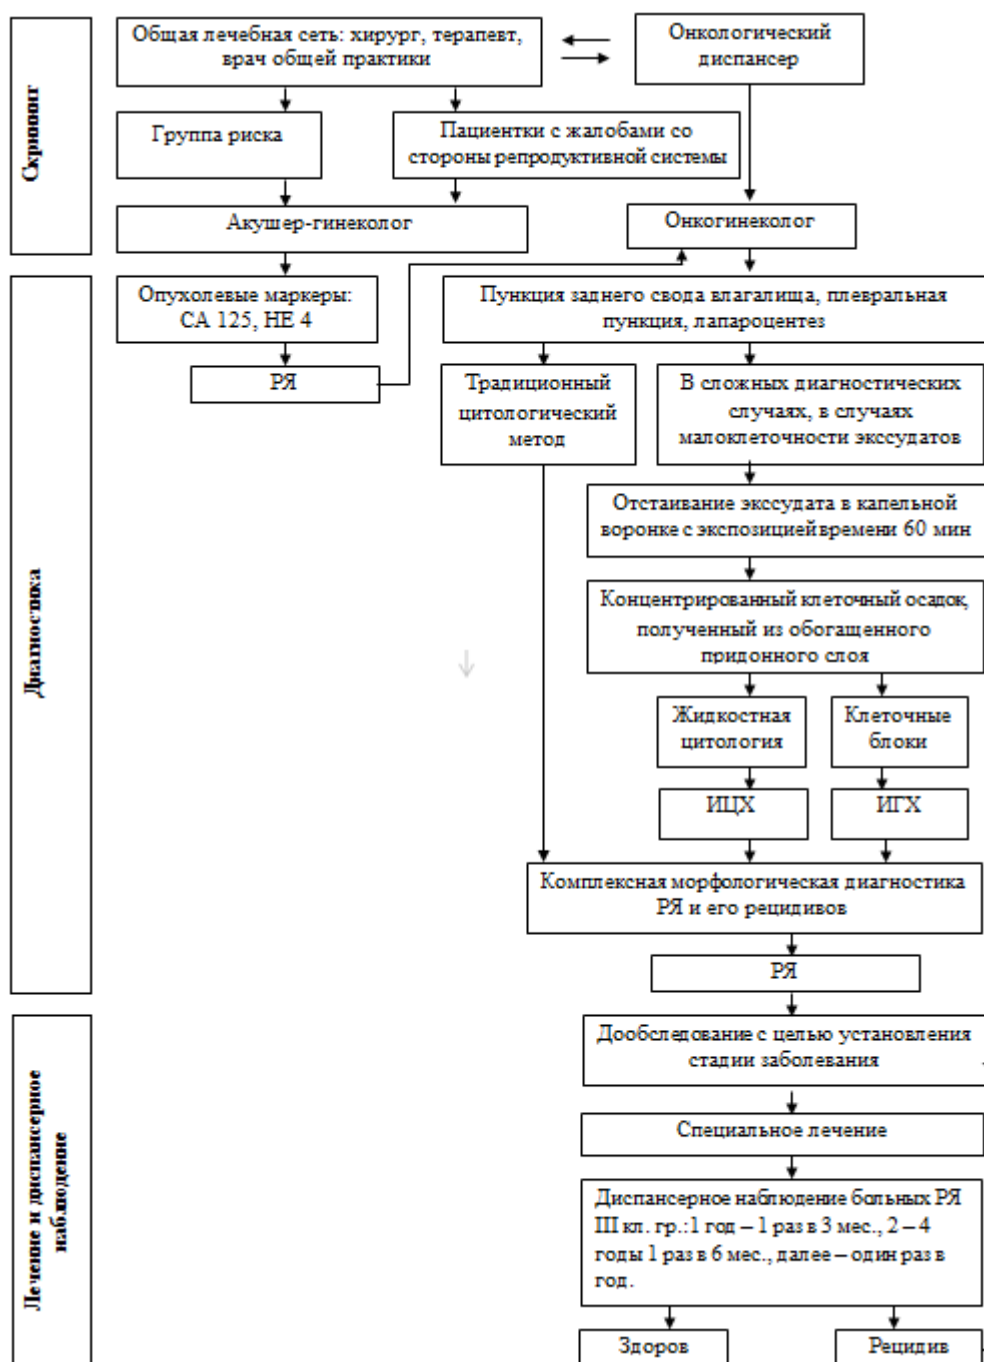 Скрининг
Общая лечебная сеть: хирург, терапевт,
врач общей практики
Онкологический
диспансер
Группа риска
Пациентки с жалобами со
стороны репродуктивной системы
Акушер-гинеколог
Онкогинеколог
Диагностика
Опухолевые маркеры:
СА 125, НЕ 4
РЯ
Пункция заднего свода влагалища, плевральная
пункция, лапароцентез
Традиционный
цитологический
метод
В сложных диагностических
случаях, в случаях
малоклеточности экссудатов
Отстаивание экссудата в капельной
воронке с экспозицией времени 60 мин
Концентрированный клеточный осадок,
полученный из обогащенного
придонного слоя
Жидкостная
цитология
Клеточные
блоки
ИЦХ
ИГХ
Комплексная морфологическая диагностика
РЯ и его рецидивов
РЯ
Лечение и диспансерное
наблюдение
Дообследование с целью установления
стадии заболевания
Специальное лечение
Диспансерное наблюдение больных РЯ
III кл. гр.:1 год – 1 раз в 3 мес., 2 – 4
годы 1 раз в 6 мес., далее – один раз в
год.
Здоров
Рецидив